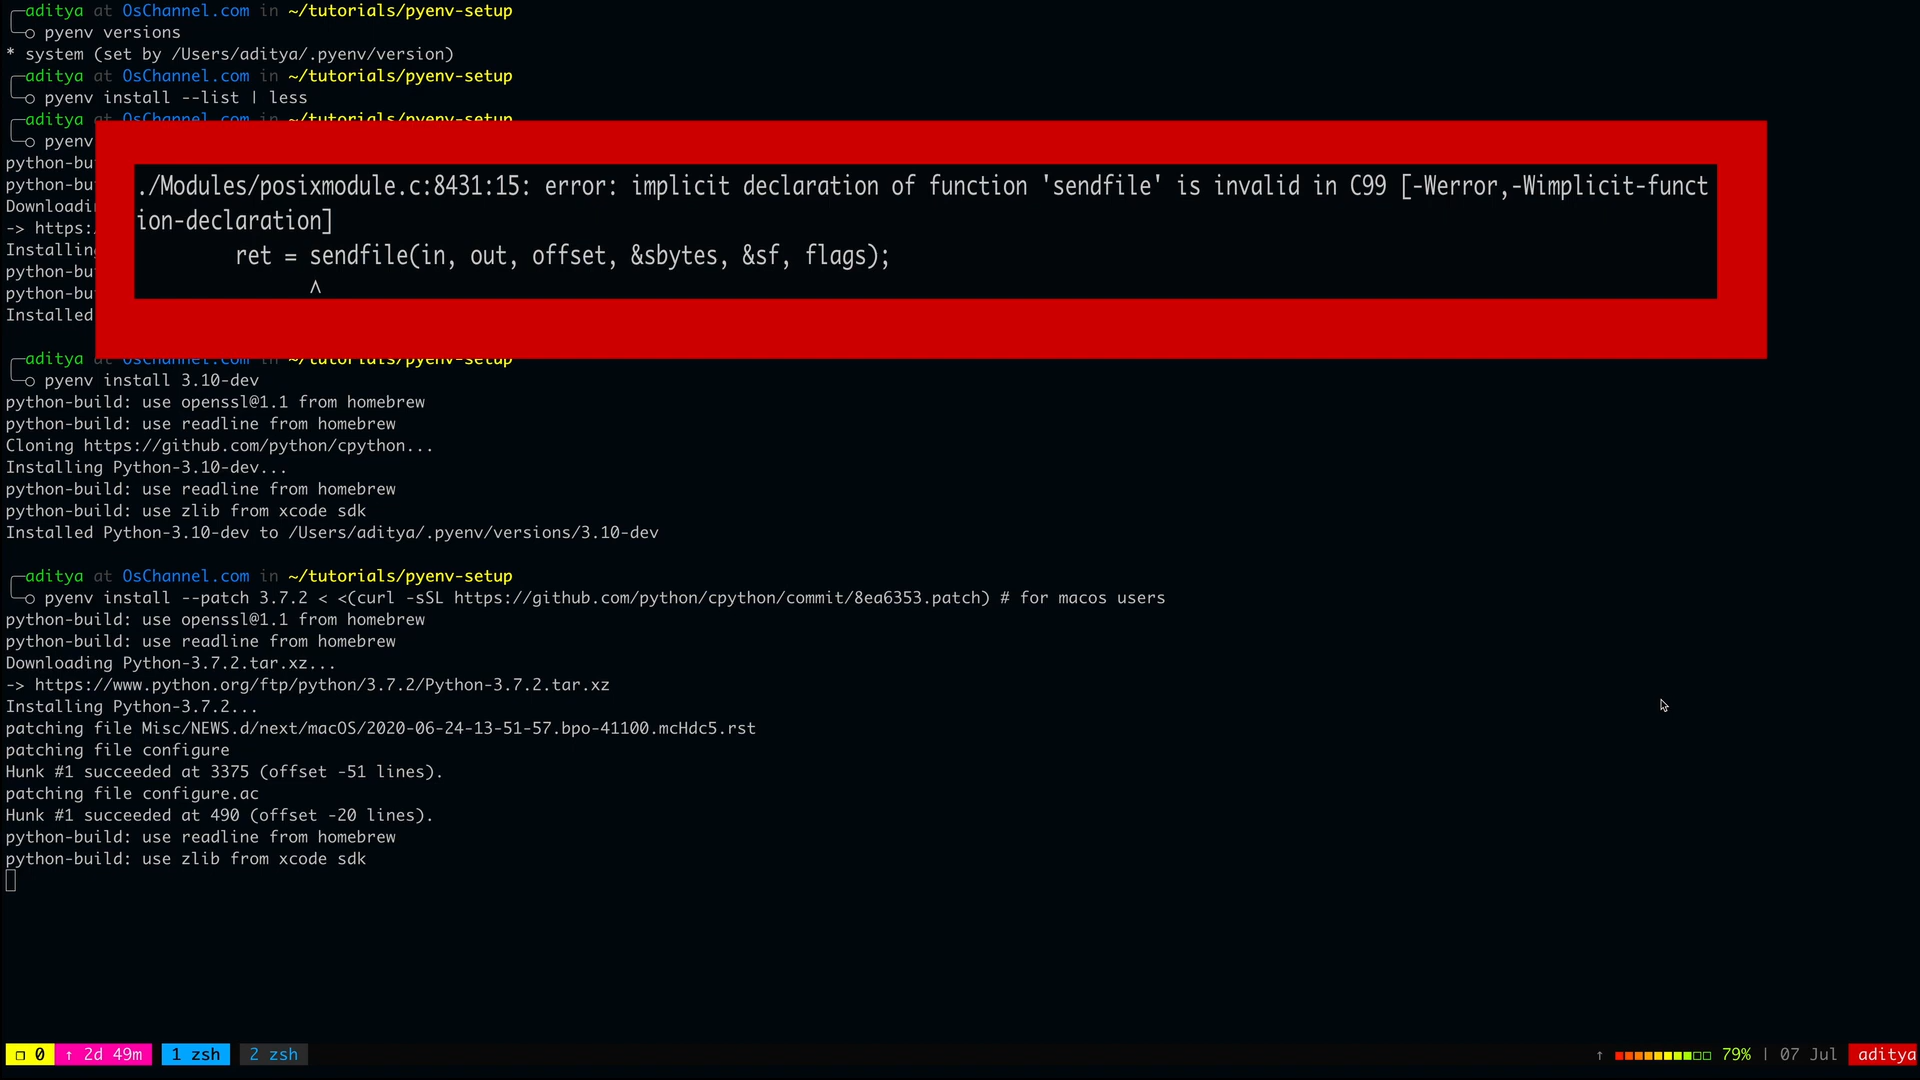 aditya at OsChannel.com in ~/tutorials/pyenv-setup
pyenv versions
* system (set by /Users/aditya/.pyenv/version)
aditya at OsChannel.com in ~/tutorials/pyenv-setup
pyenv install --list | less
aditya at OsChannel.com in ~/tutorials/pyenv-setup
pyenv
python-bu
python-bu
Downloadi
-> https:
Installin
python-bu
python-bu
Installed
./Modules/posixmodule.c:8431:15: error: implicit declaration of function 'sendfile' is invalid in C99 [-Werror,-Wimplicit-funct
ion-declaration]
ret = sendfile(in, out, offset, &sbytes, &sf, flags);
^
aditya at OsChannel.com in ~/tutorials/pyenv-setup
pyenv install 3.10-dev
python-build: use openssl@1.1 from homebrew
python-build: use readline from homebrew
Cloning https://github.com/python/cpython...
Installing Python-3.10-dev...
python-build: use readline from homebrew
python-build: use zlib from xcode sdk
Installed Python-3.10-dev to /Users/aditya/.pyenv/versions/3.10-dev
aditya at OsChannel.com in ~/tutorials/pyenv-setup
pyenv install --patch 3.7.2 < <(curl -sSL https://github.com/python/cpython/commit/8ea6353.patch) # for macos users
python-build: use openssl@1.1 from homebrew
python-build: use readline from homebrew
Downloading Python-3.7.2.tar.xz...
-> https://www.python.org/ftp/python/3.7.2/Python-3.7.2.tar.xz
Installing Python-3.7.2...
patching file Misc/NEWS.d/next/macOS/2020-06-24-13-51-57.bpo-41100.mcHdc5.rst
patching file configure
Hunk #1 succeeded at 3375 (offset -51 lines).
patching file configure.ac
Hunk #1 succeeded at 490 (offset -20 lines).
python-build: use readline from homebrew
python-build: use zlib from xcode sdk
❐ 0 ↑ 2d 49m 1 zsh 2 zsh ↑ 79% | 07 Jul aditya